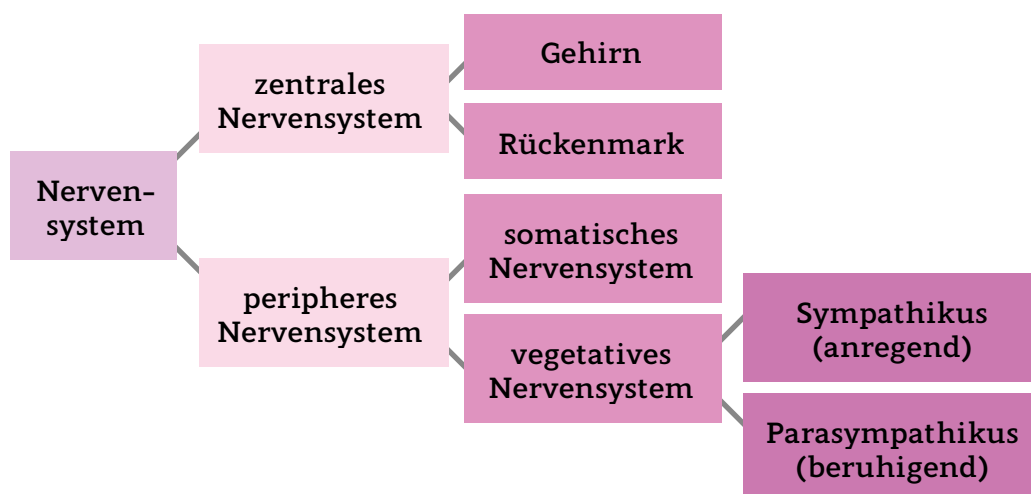 Nerven-
system
zentrales
Nervensystem
Gehirn
Rückenmark
peripheres
Nervensystem
somatisches
Nervensystem
vegetatives
Nervensystem
Sympathikus
(anregend)
Parasympathikus
(beruhigend)